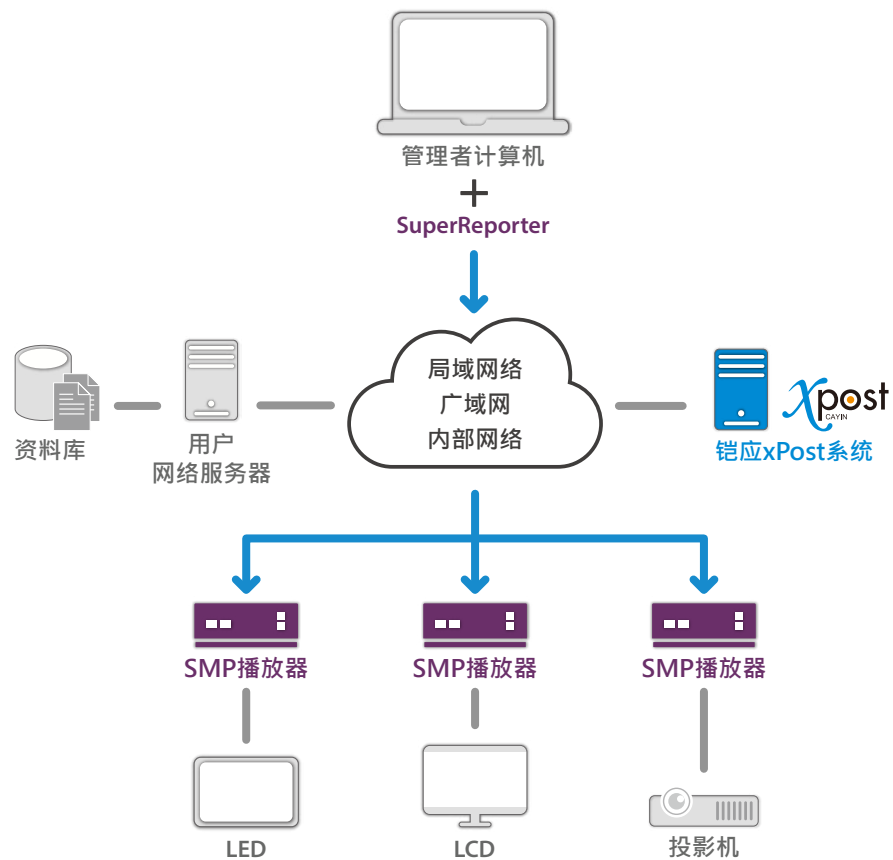 管理者计算机
+
SuperReporter
局域网络
广域网
内部网络
资料库
用户
网络服务器
xpost
CAYIN
铠应xPost系统
SMP播放器
SMP播放器
SMP播放器
LED
LCD
投影机